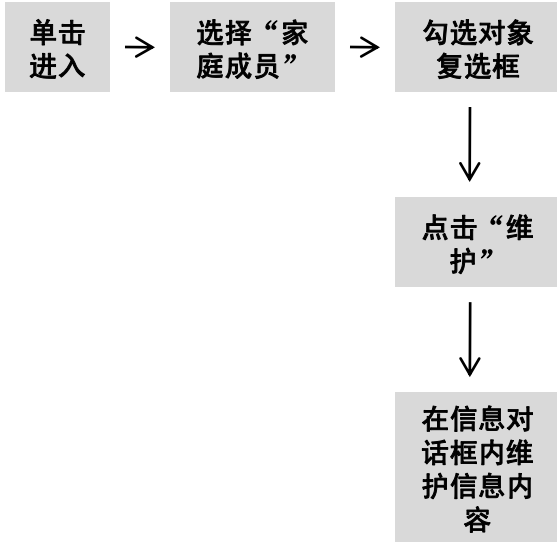 单击
进入
选择“家
庭成员”
勾选对象
复选框
点击“维
护”
在信息对
话框内维
护信息内
容